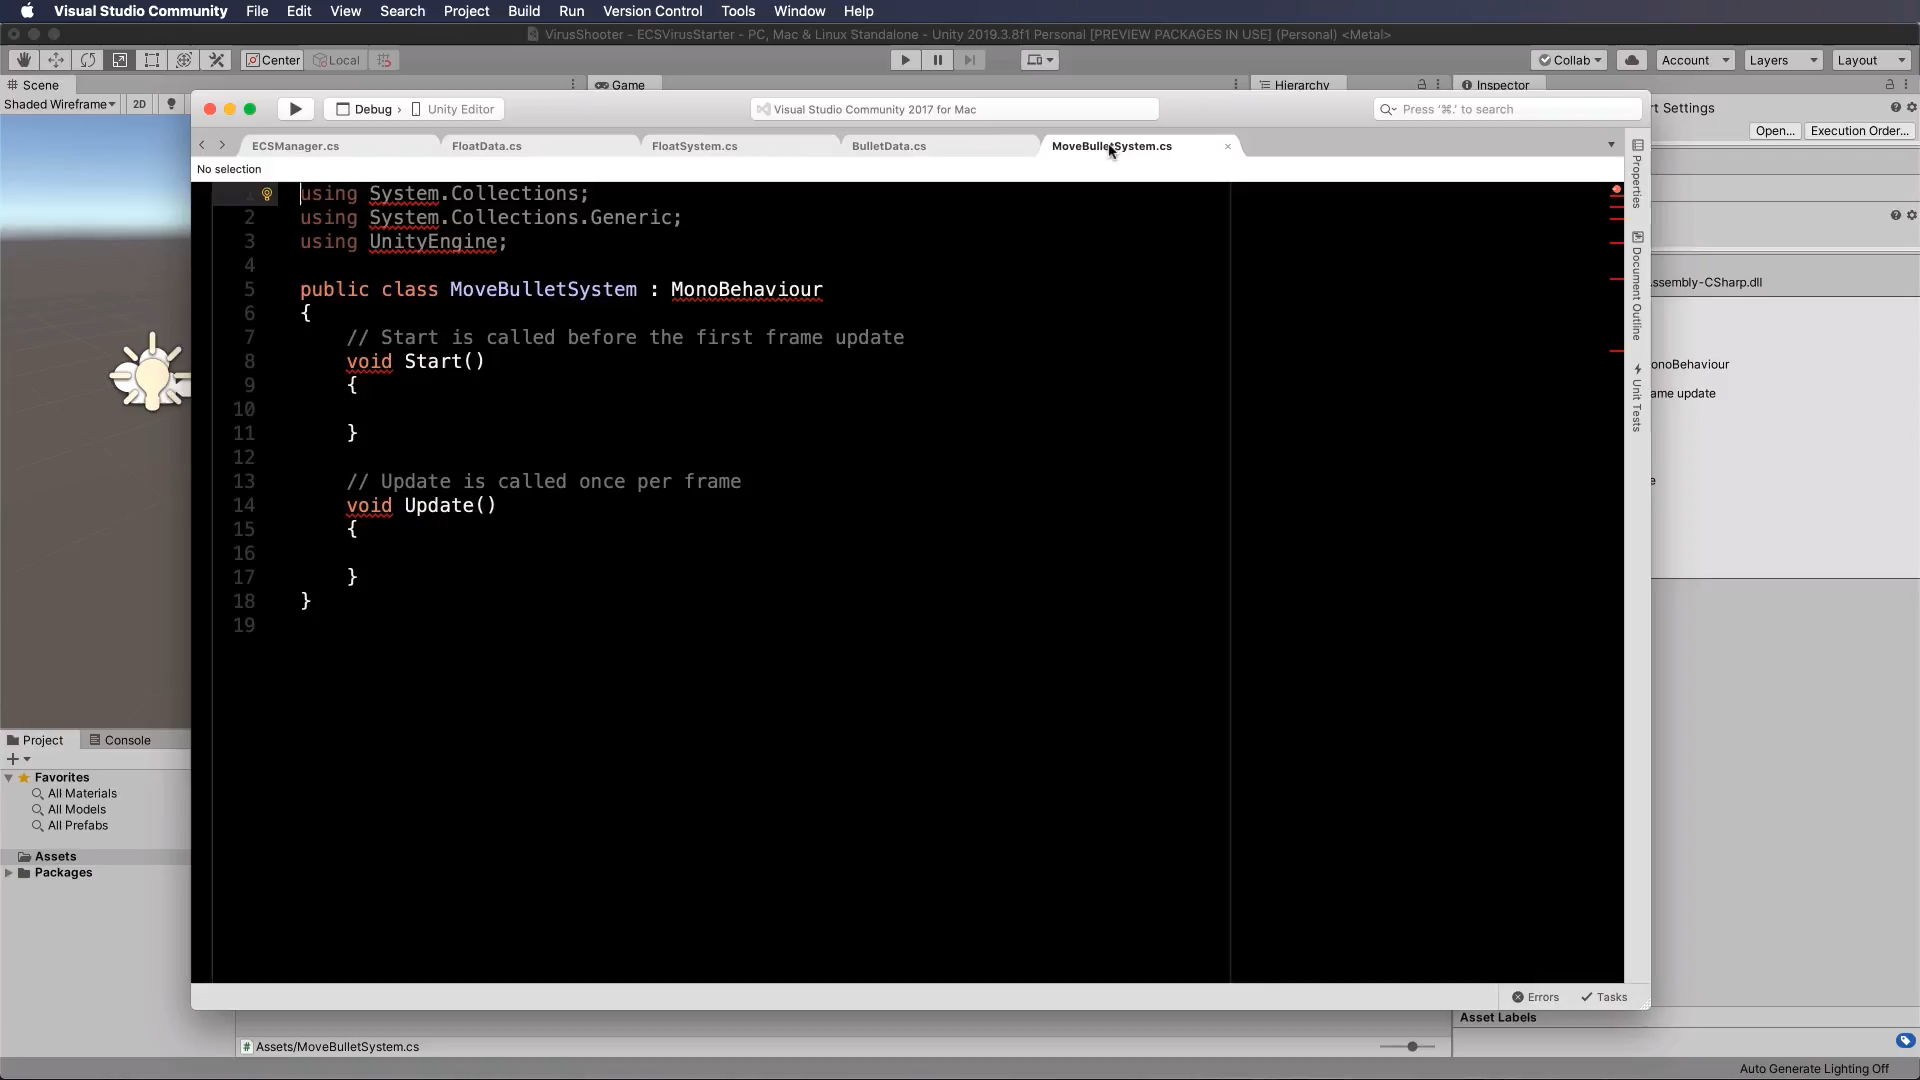 Visual Studio Community File Edit View Search Project Build Run Version Control Tools Window Help
VirusShooter - ECSVirusStarter - PC, Mac & Linux Standalone - Unity 2019.3.8f1 Personal [PREVIEW PACKAGES IN USE] (Personal) <Metal>
Center Local Collab Account Layers Layout
# Scene Game Hierarchy Inspector
Shaded Wireframe 2D
Debug › Unity Editor Visual Studio Community 2017 for Mac Press '⌘.' to search
rt Settings
Open... Execution Order...
ECSManager.cs FloatData.cs FloatSystem.cs BulletData.cs MoveBulletSystem.cs
No selection
Properties
Document Outline
Unit Tests
1 using System.Collections;
2 using System.Collections.Generic;
3 using UnityEngine;
4
5 public class MoveBulletSystem : MonoBehaviour
6 {
7 // Start is called before the first frame update
8 void Start()
9 {
10
11 }
12
13 // Update is called once per frame
14 void Update()
15 {
16
17 }
18 }
19
ssembly-CSharp.dll
onoBehaviour
ame update
e
Project Console
Favorites
All Materials
All Models
All Prefabs
Assets
Packages
Errors Tasks
Asset Labels
# Assets/MoveBulletSystem.cs
Auto Generate Lighting Off